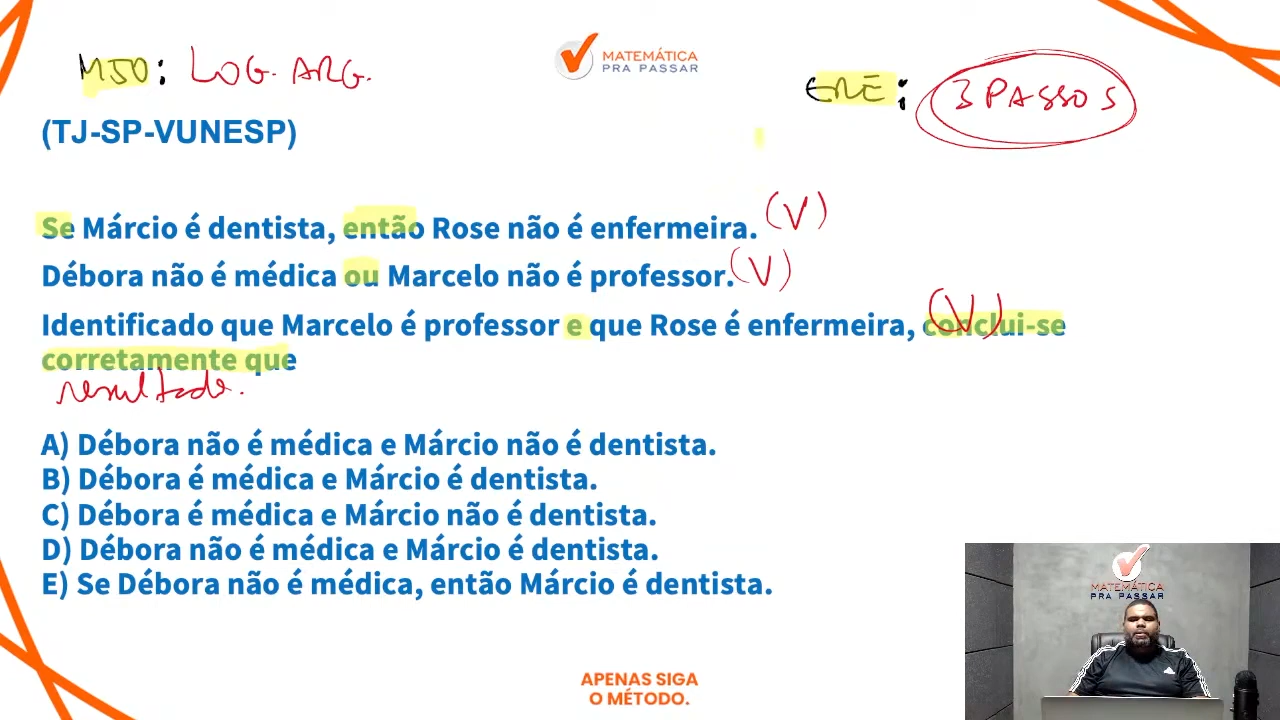 MJO: LOG. ARG.
MATEMÁTICA
PRA PASSAR
3 PASSOS
(TJ-SP-VUNESP)
Se Márcio é dentista, então Rose não é enfermeira. (V)
Débora não é médica ou Marcelo não é professor. (V)
Identificado que Marcelo é professor e que Rose é enfermeira, conclui-se (V)
corretamente que
resultado.
A) Débora não é médica e Márcio não é dentista.
B) Débora é médica e Márcio é dentista.
C) Débora é médica e Márcio não é dentista.
D) Débora não é médica e Márcio é dentista.
E) Se Débora não é médica, então Márcio é dentista.
MATEMÁTICA
PRA PASSAR
APENAS SIGA
O MÉTODO.